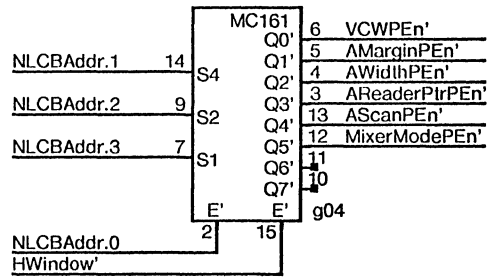 MC161
Q0' 6 VCWPEn'
Q1' 5 AMarginPEn'
NLCBAddr.1 14 S4 Q2' 4 AWidthPEn'
Q3' 3 AReaderPtrPEn'
NLCBAddr.2 9 S2 Q4' 13 AScanPEn'
Q5' 12 MixerModePEn'
NLCBAddr.3 7 S1 Q6' 11
Q7' 10
E' E' g04
NLCBAddr.0 2 15
HWindow'